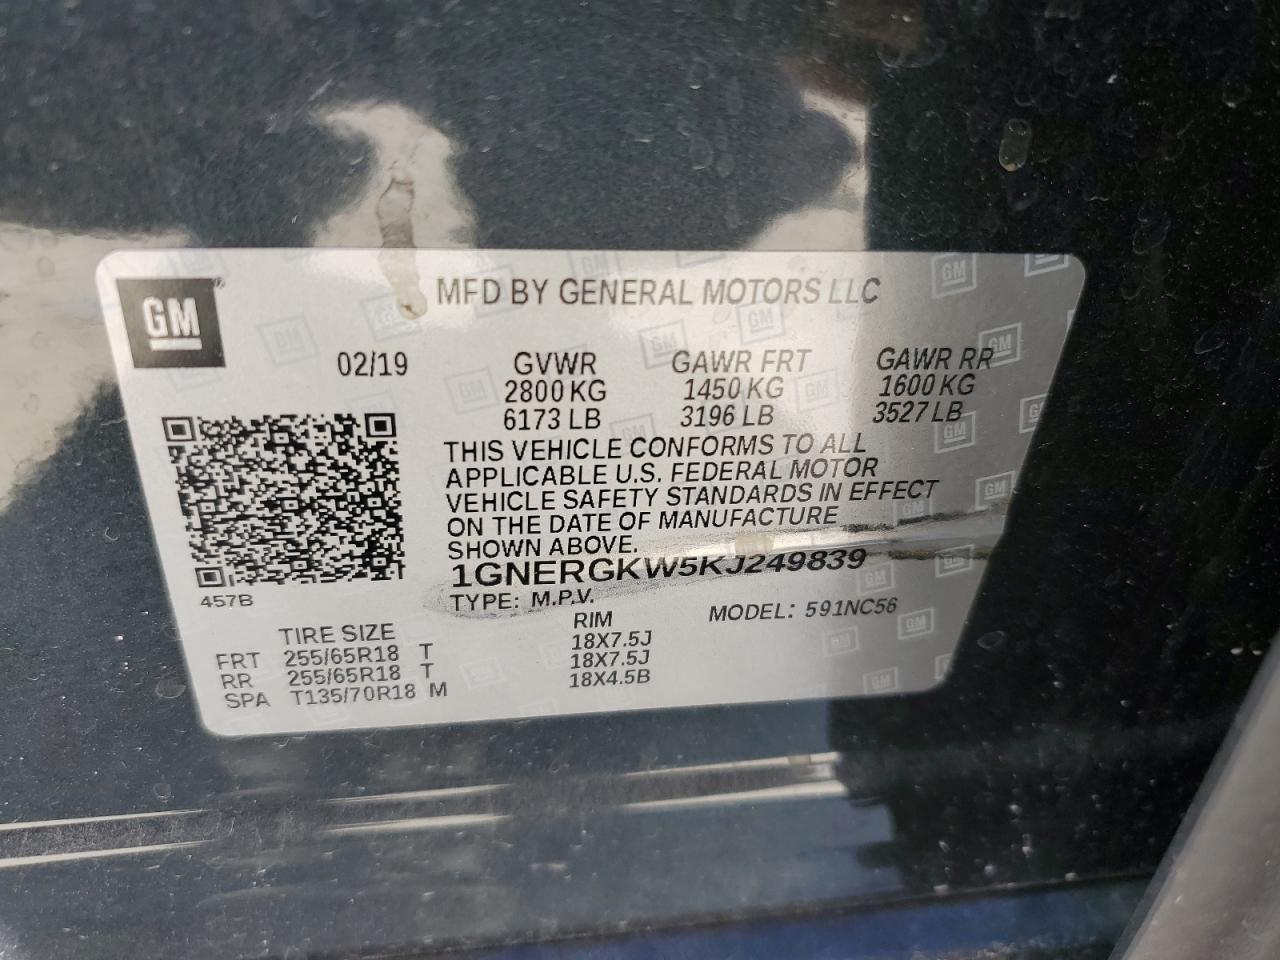 GM
MFD BY GENERAL MOTORS LLC
02/19 GVWR GAWR FRT GAWR RR
2800 KG 1450 KG 1600 KG
6173 LB 3196 LB 3527 LB
THIS VEHICLE CONFORMS TO ALL
APPLICABLE U.S. FEDERAL MOTOR
VEHICLE SAFETY STANDARDS IN EFFECT
ON THE DATE OF MANUFACTURE
SHOWN ABOVE.
1GNERGKW5KJ249839
457B
TYPE: M.P.V. MODEL: 591NC56
TIRE SIZE RIM
FRT 255/65R18 T 18X7.5J
RR 255/65R18 T 18X7.5J
SPA T135/70R18 M 18X4.5B